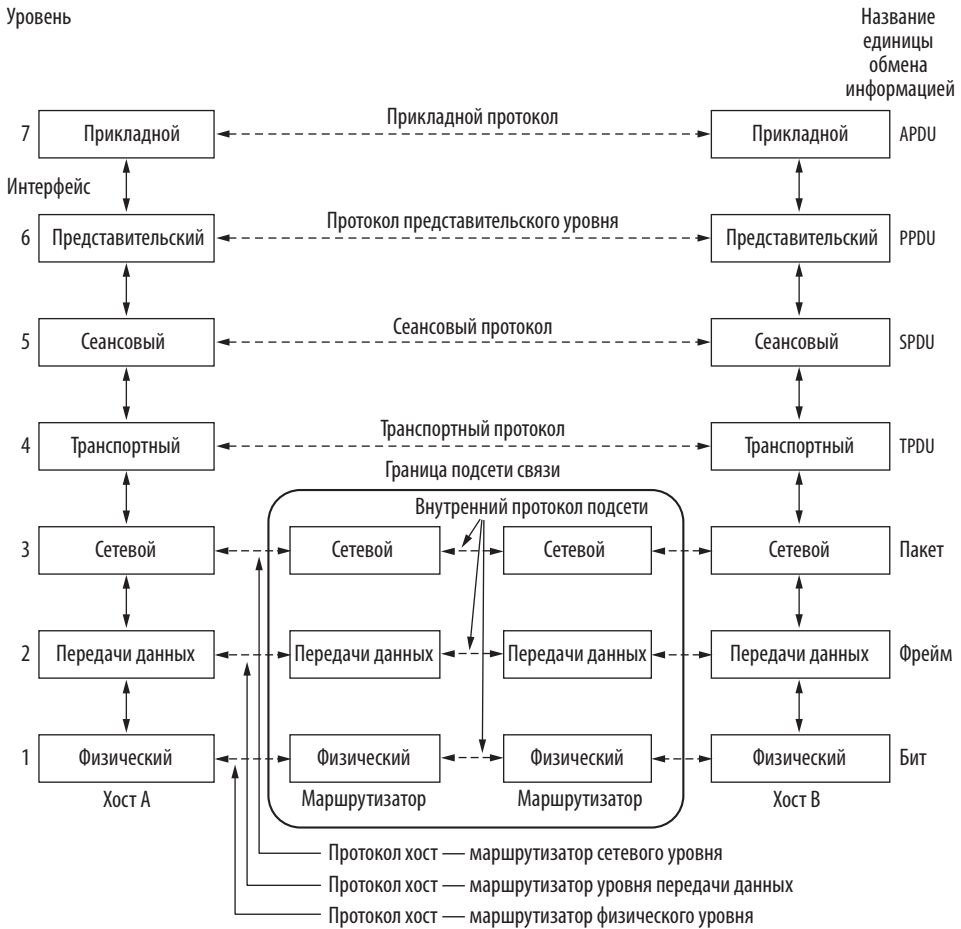 Уровень
Название
единицы
обмена
информацией
7 Прикладной Прикладной протокол Прикладной APDU
Интерфейс
6 Представительский Протокол представительского уровня Представительский PPDU
5 Сеансовый Сеансовый протокол Сеансовый SPDU
4 Транспортный Транспортный протокол Транспортный TPDU
Граница подсети связи
Внутренний протокол подсети
3 Сетевой Сетевой Сетевой Сетевой Пакет
2 Передачи данных Передачи данных Передачи данных Передачи данных Фрейм
1 Физический Физический Физический Физический Бит
Хост A Маршрутизатор Маршрутизатор Хост B
Протокол хост — маршрутизатор сетевого уровня
Протокол хост — маршрутизатор уровня передачи данных
Протокол хост — маршрутизатор физического уровня